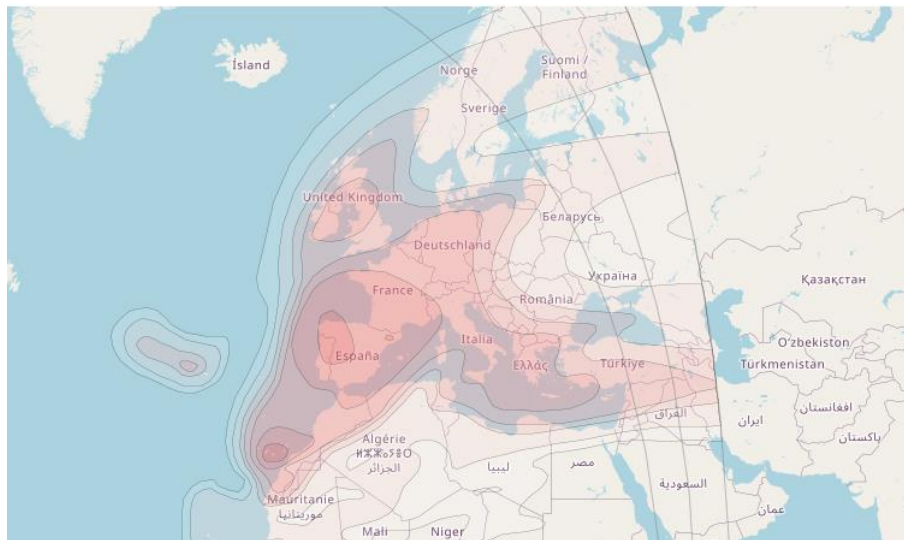 Ísland
Norge
Suomi /
Finland
Sverige
United Kingdom
Беларусь
Deutschland
Україна
Қазақстан
France
România
Italia
Oʻzbekiston
España
Ελλάς
Türkiye
Türkmenistan
افغانستان
العراق
ایران
پاکستان
Algérie
ⵍⵣⵣⴰⵢⴻⵔ
الجزائر
ليبيا
مصر
السعودية
Mauritanie
موريتانيا
عمان
Mali
Niger